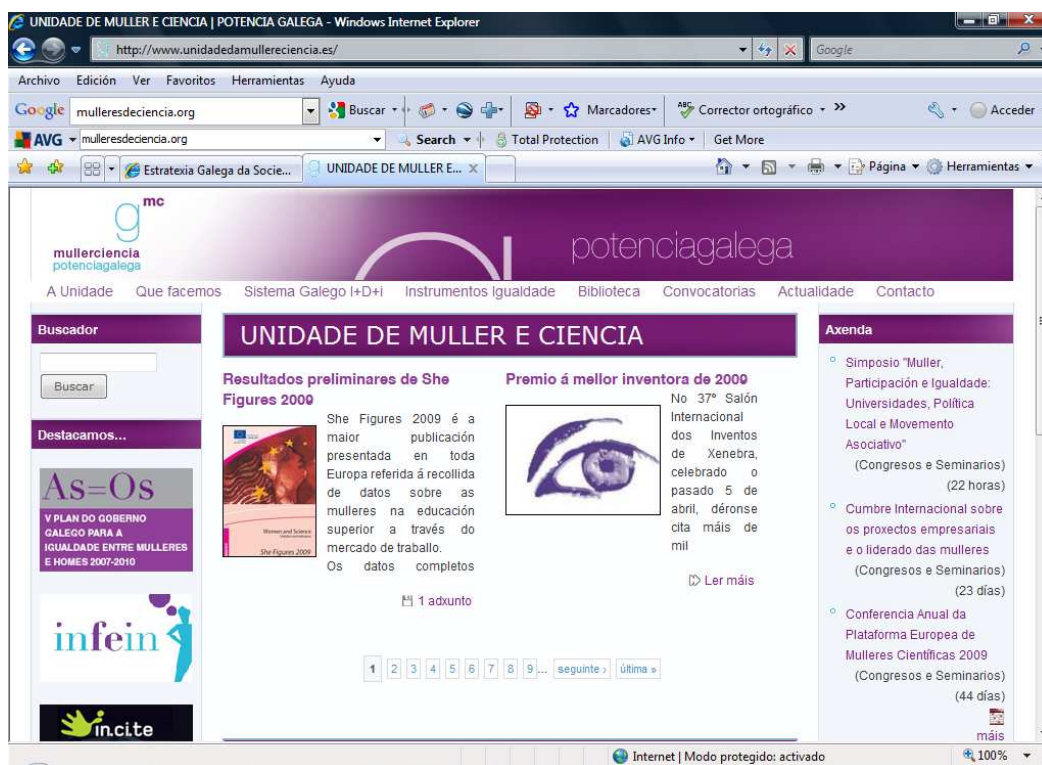 UNIDADE DE MULLER E CIENCIA | POTENCIA GALEGA - Windows Internet Explorer
http://www.unidadedamullereciencia.es/
Google
Archivo Edición Ver Favoritos Herramientas Ayuda
Google mulleresdeciencia.org Buscar Marcadores ABC Corrector ortográfico Acceder
AVG mulleresdeciencia.org Search Total Protection AVG Info Get More
Estratexia Galega da Socie... UNIDADE DE MULLER E... Página Herramientas
g mc
mullerciencia
potenciagalega
potenciagalega
A Unidade Que facemos Sistema Galego I+D+i Instrumentos Igualdade Biblioteca Convocatorias Actualidade Contacto
Buscador
Buscar
Destacamos...
As=Os
V PLAN DO GOBERNO
GALEGO PARA A
IGUALDADE ENTRE MULLERES
E HOMES 2007-2010
infein
incite
UNIDADE DE MULLER E CIENCIA
Resultados preliminares de She
Figures 2009
She Figures 2009 é a
maior publicación
presentada en toda
Europa referida á recollida
de datos sobre as
mulleres na educación
superior a través do
mercado de traballo.
Os datos completos
Women and Science
She Figures 2009
1 adxunto
Premio á mellor inventora de 2009
No 37º Salón
Internacional
dos Inventos
de Xenebra,
celebrado o
pasado 5 de
abril, déronse
cita máis de
mil
Ler máis
1 2 3 4 5 6 7 8 9 ... seguinte › última »
Axenda
Simposio "Muller,
Participación e Igualdade:
Universidades, Política
Local e Movemento
Asociativo"
(Congresos e Seminarios)
(22 horas)
Cumbre Internacional sobre
os proxectos empresariais
e o liderado das mulleres
(Congresos e Seminarios)
(23 días)
Conferencia Anual da
Plataforma Europea de
Mulleres Científicas 2009
(Congresos e Seminarios)
(44 días)
máis
Internet | Modo protegido: activado 100%